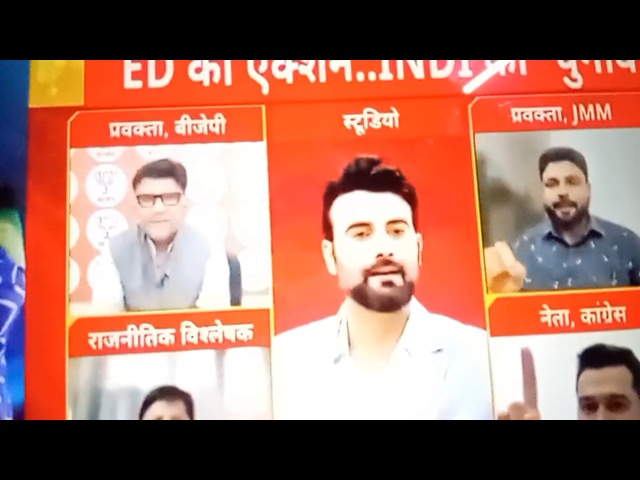 ED का एक्शन..INDI की चुनाव
प्रवक्ता, बीजेपी
स्टूडियो
प्रवक्ता, JMM
राजनीतिक विश्लेषक
नेता, कांग्रेस